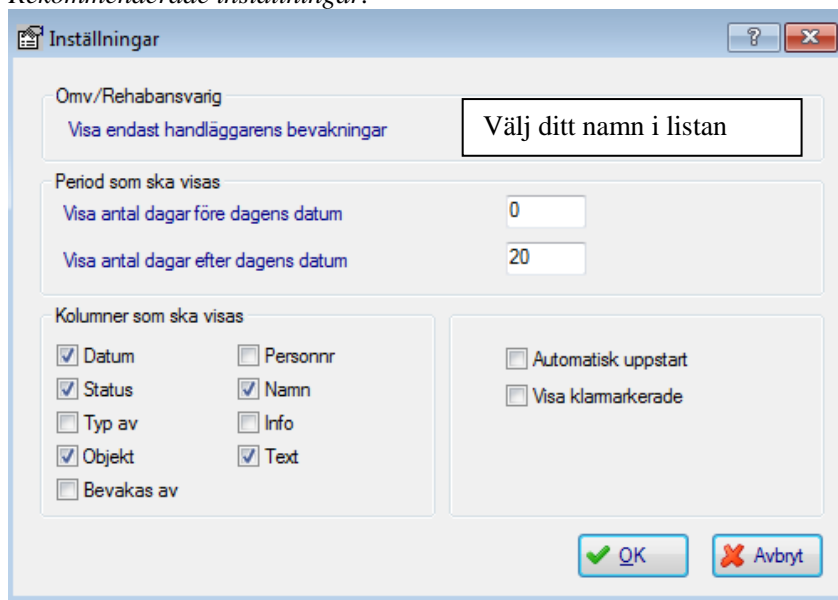 Rekommenderade inställningar:
Inställningar
Omv/Rehabansvarig
Visa endast handläggarens bevakningar
Välj ditt namn i listan
Period som ska visas
Visa antal dagar före dagens datum 0
Visa antal dagar efter dagens datum 20
Kolumner som ska visas
Datum Personnr
Status Namn
Typ av Info
Objekt Text
Bevakas av
Automatisk uppstart
Visa klarmarkerade
OK Avbryt